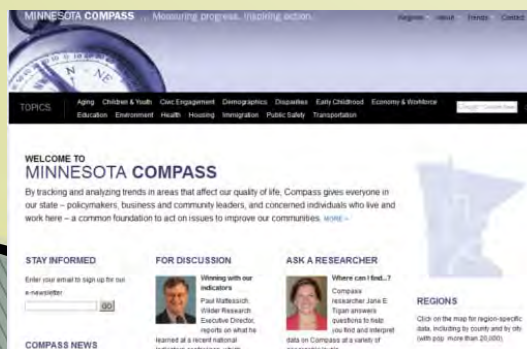 MINNESOTA COMPASS ... Measuring progress. Inspiring action.
Regions About Trends Contact
TOPICS
Aging Children & Youth Civic Engagement Demographics Disparities Early Childhood Economy & Workforce
Education Environment Health Housing Immigration Public Safety Transportation
WELCOME TO
MINNESOTA COMPASS
By tracking and analyzing trends in areas that affect our quality of life, Compass gives everyone in
our state – policymakers, business and community leaders, and concerned individuals who live and
work here – a common foundation to act on issues to improve our communities. MORE
STAY INFORMED
Enter your email to sign up for our
e-newsletter
GO
COMPASS NEWS
FOR DISCUSSION
Winning with our
indicators
Paul Mattessich,
Wilder Research
Executive Director,
reports on what he
learned at a recent national
ASK A RESEARCHER
Where can I find...?
Compass
researcher Jane E.
Tigan answers
questions to help
you find and interpret
data on Compass at a variety of
REGIONS
Click on the map for region-specific
data, including by county and by city
(with pop. more than 20,000).